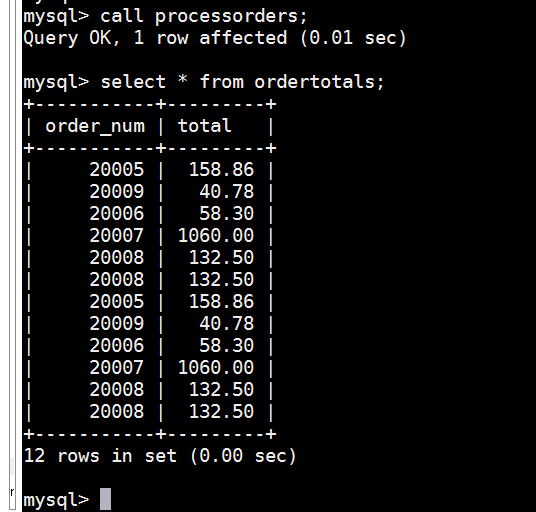 mysql> call processorders;
Query OK, 1 row affected (0.01 sec)
mysql> select * from ordertotals;
+-----------+---------+
| order_num | total   |
+-----------+---------+
|     20005 |  158.86 |
|     20009 |   40.78 |
|     20006 |   58.30 |
|     20007 | 1060.00 |
|     20008 |  132.50 |
|     20008 |  132.50 |
|     20005 |  158.86 |
|     20009 |   40.78 |
|     20006 |   58.30 |
|     20007 | 1060.00 |
|     20008 |  132.50 |
|     20008 |  132.50 |
+-----------+---------+
12 rows in set (0.00 sec)
r
mysql>